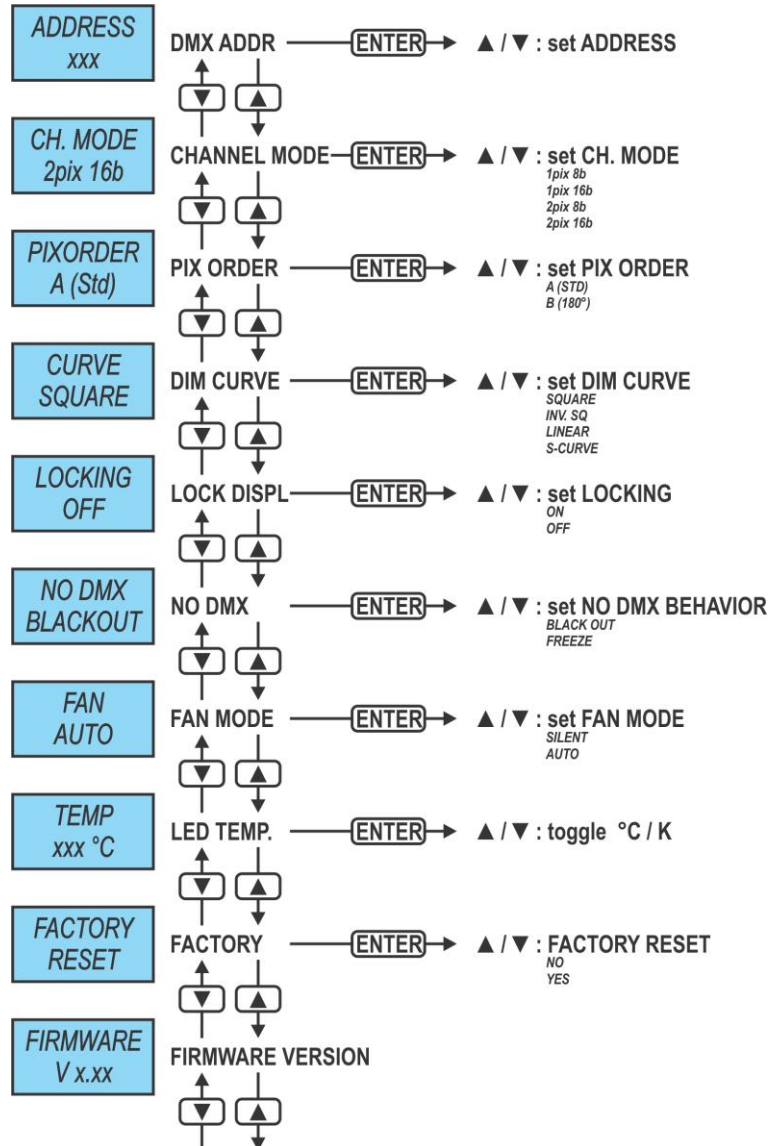 ADDRESS
xxx
DMX ADDR
ENTER
▲ / ▼ : set ADDRESS
▼ ▲
CH. MODE
2pix 16b
CHANNEL MODE
ENTER
▲ / ▼ : set CH. MODE
1pix 8b
1pix 16b
2pix 8b
2pix 16b
▼ ▲
PIXORDER
A (Std)
PIX ORDER
ENTER
▲ / ▼ : set PIX ORDER
A (STD)
B (180°)
▼ ▲
CURVE
SQUARE
DIM CURVE
ENTER
▲ / ▼ : set DIM CURVE
SQUARE
INV. SQ
LINEAR
S-CURVE
▼ ▲
LOCKING
OFF
LOCK DISPL
ENTER
▲ / ▼ : set LOCKING
ON
OFF
▼ ▲
NO DMX
BLACKOUT
NO DMX
ENTER
▲ / ▼ : set NO DMX BEHAVIOR
BLACK OUT
FREEZE
▼ ▲
FAN
AUTO
FAN MODE
ENTER
▲ / ▼ : set FAN MODE
SILENT
AUTO
▼ ▲
TEMP
xxx °C
LED TEMP.
ENTER
▲ / ▼ : toggle °C / K
▼ ▲
FACTORY
RESET
FACTORY
ENTER
▲ / ▼ : FACTORY RESET
NO
YES
▼ ▲
FIRMWARE
V x.xx
FIRMWARE VERSION
▼ ▲